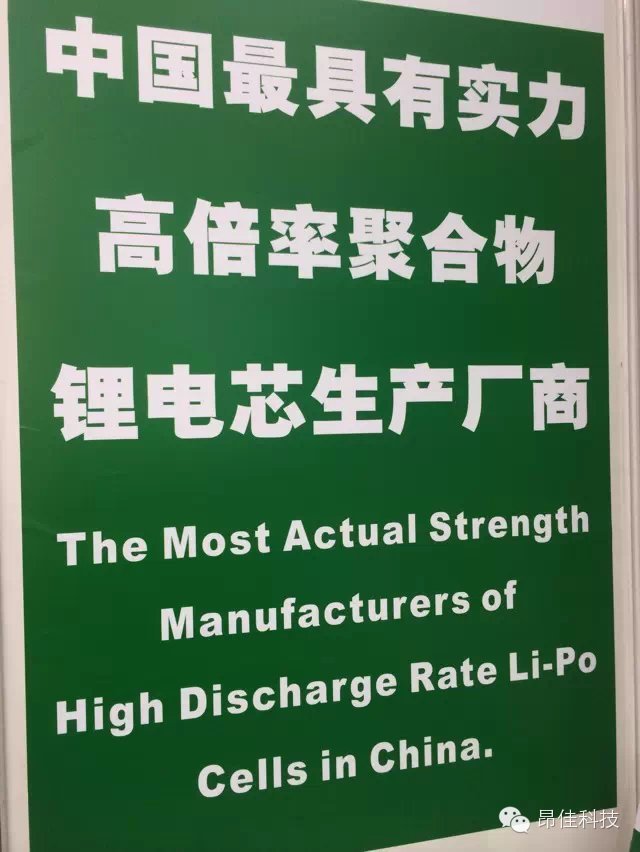 中国最具有实力
高倍率聚合物
锂电芯生产厂商
The Most Actual Strength
Manufacturers of
High Discharge Rate Li-Po
Cells in China.
昂佳科技